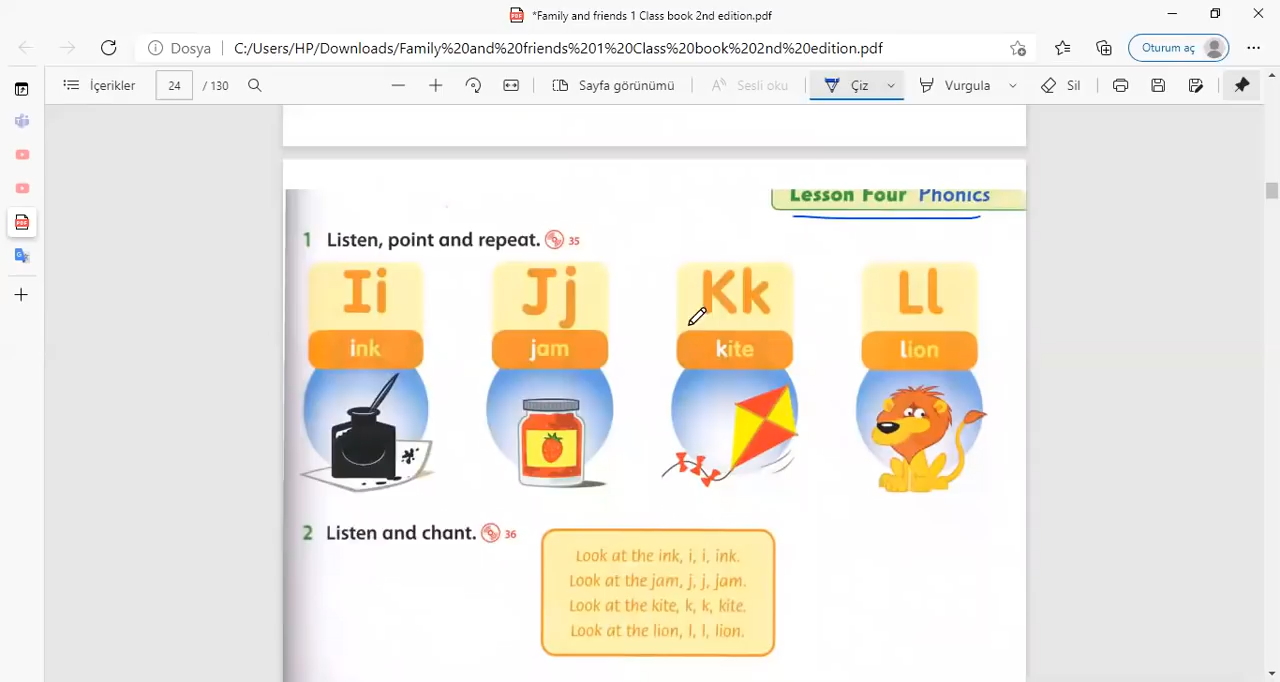 *Family and friends 1 Class book 2nd edition.pdf
Dosya
C:/Users/HP/Downloads/Family%20and%20friends%201%20Class%20book%202nd%20edition.pdf
Oturum aç
İçerikler
24 / 130
Sayfa görünümü
Sesli oku
Çiz
Vurgula
Sil
Lesson Four Phonics
1 Listen, point and repeat. 35
Ii Jj Kk Ll
ink jam kite lion
2 Listen and chant. 36
Look at the ink, i, i, ink.
Look at the jam, j, j, jam.
Look at the kite, k, k, kite.
Look at the lion, l, l, lion.